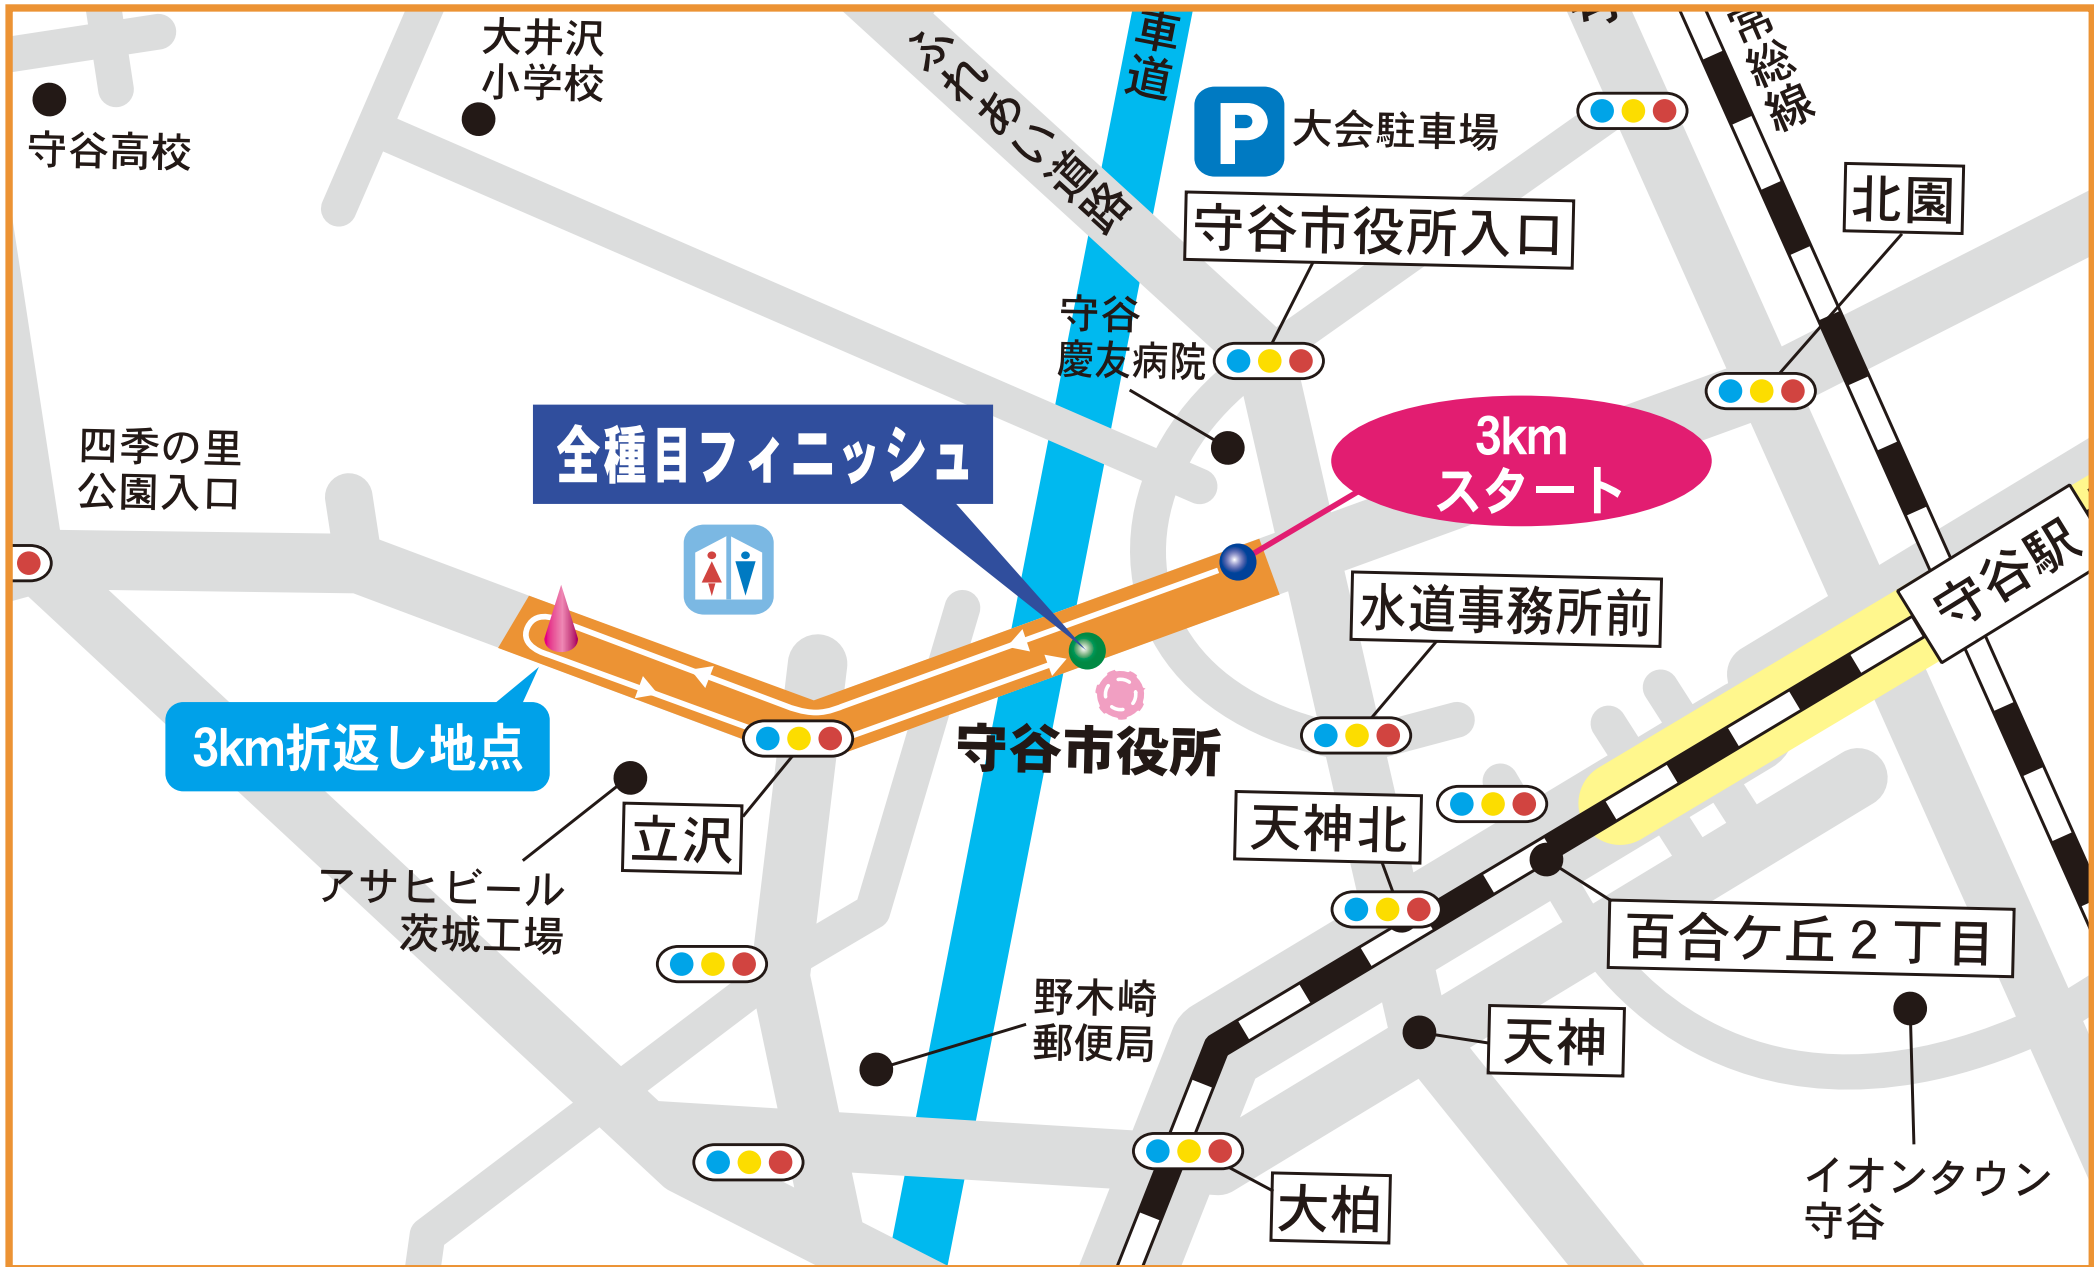 大井沢
小学校
守谷高校
ふれあい道路
車道
P
大会駐車場
常総線
守谷市役所入口
北園
守谷
慶友病院
四季の里
公園入口
全種目フィニッシュ
3km
スタート
守谷駅
水道事務所前
3km折返し地点
守谷市役所
立沢
天神北
アサヒビール
茨城工場
百合ケ丘2丁目
野木崎
郵便局
天神
イオンタウン
守谷
大柏